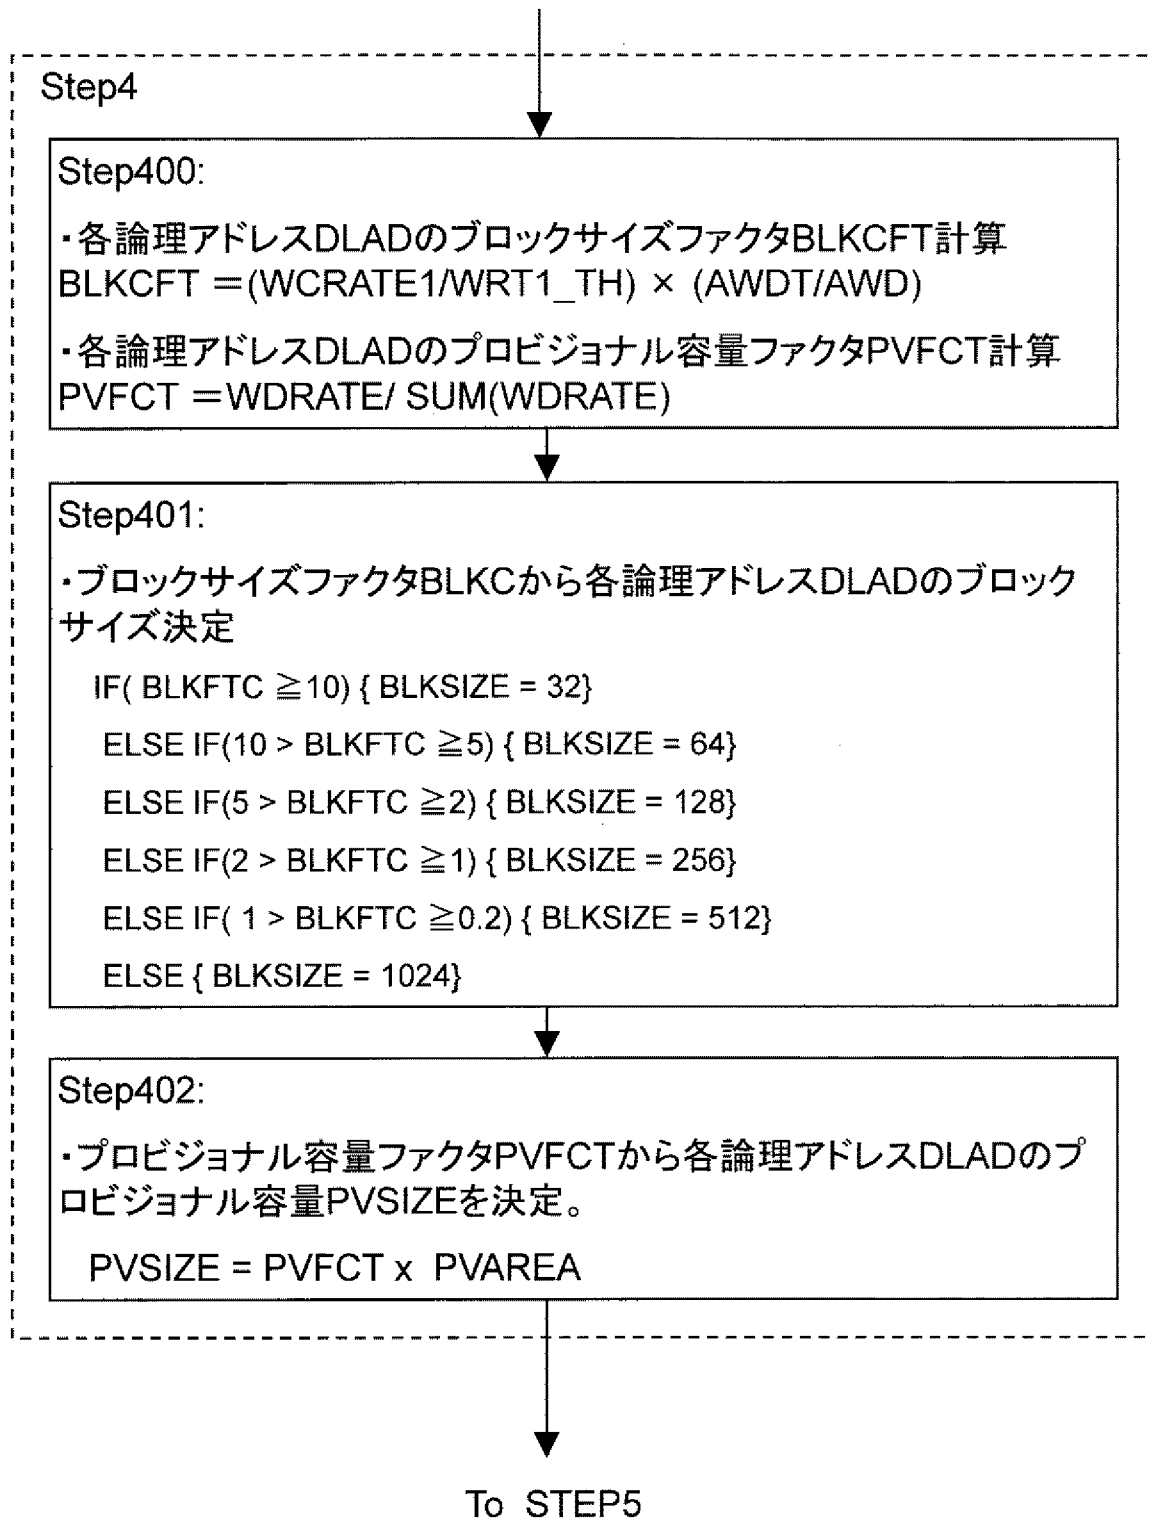 Step4
Step400:
・各論理アドレスDLADのブロックサイズファクタBLKCFT計算
BLKCFT ＝(WCRATE1/WRT1_TH) × (AWDT/AWD)
・各論理アドレスDLADのプロビジョナル容量ファクタPVFCT計算
PVFCT ＝WDRATE/ SUM(WDRATE)
Step401:
・ブロックサイズファクタBLKCから各論理アドレスDLADのブロック
サイズ決定
IF( BLKFTC ≧10) { BLKSIZE = 32}
ELSE IF(10 > BLKFTC ≧5) { BLKSIZE = 64}
ELSE IF(5 > BLKFTC ≧2) { BLKSIZE = 128}
ELSE IF(2 > BLKFTC ≧1) { BLKSIZE = 256}
ELSE IF( 1 > BLKFTC ≧0.2) { BLKSIZE = 512}
ELSE { BLKSIZE = 1024}
Step402:
・プロビジョナル容量ファクタPVFCTから各論理アドレスDLADのプ
ロビジョナル容量PVSIZEを決定。
PVSIZE = PVFCT x PVAREA
To STEP5